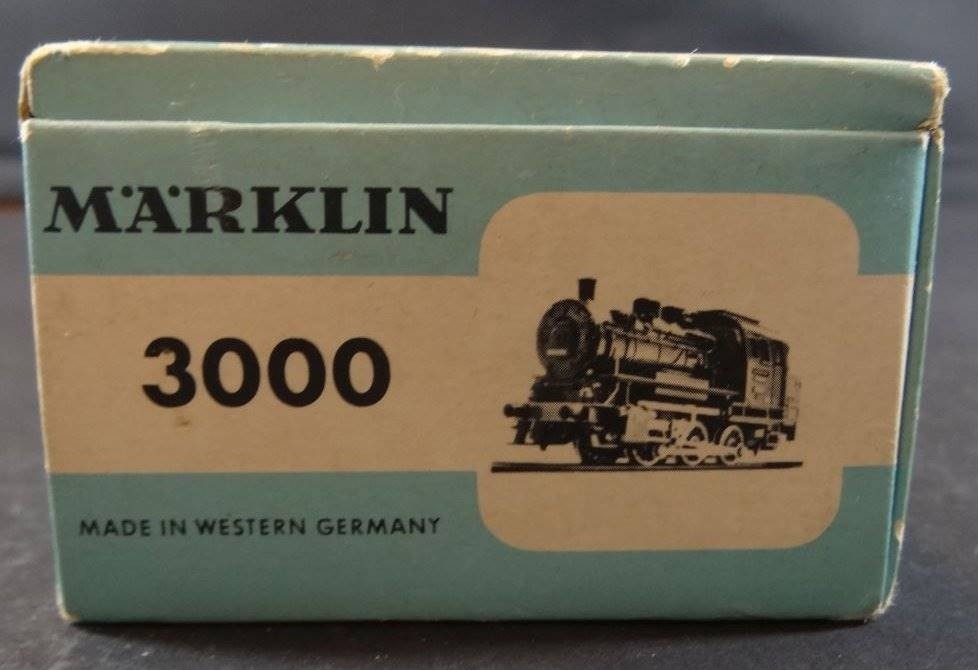 MÄRKLIN
3000
MADE IN WESTERN GERMANY